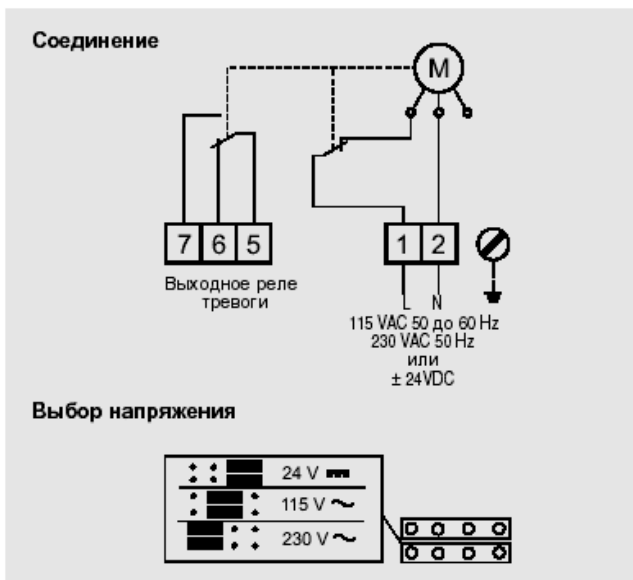 Соединение
M
7 6 5
1 2
Выходное реле
тревоги
L N
115 VAC 50 до 60 Hz
230 VAC 50 Hz
или
± 24VDC
Выбор напряжения
24 V
115 V ~
230 V ~